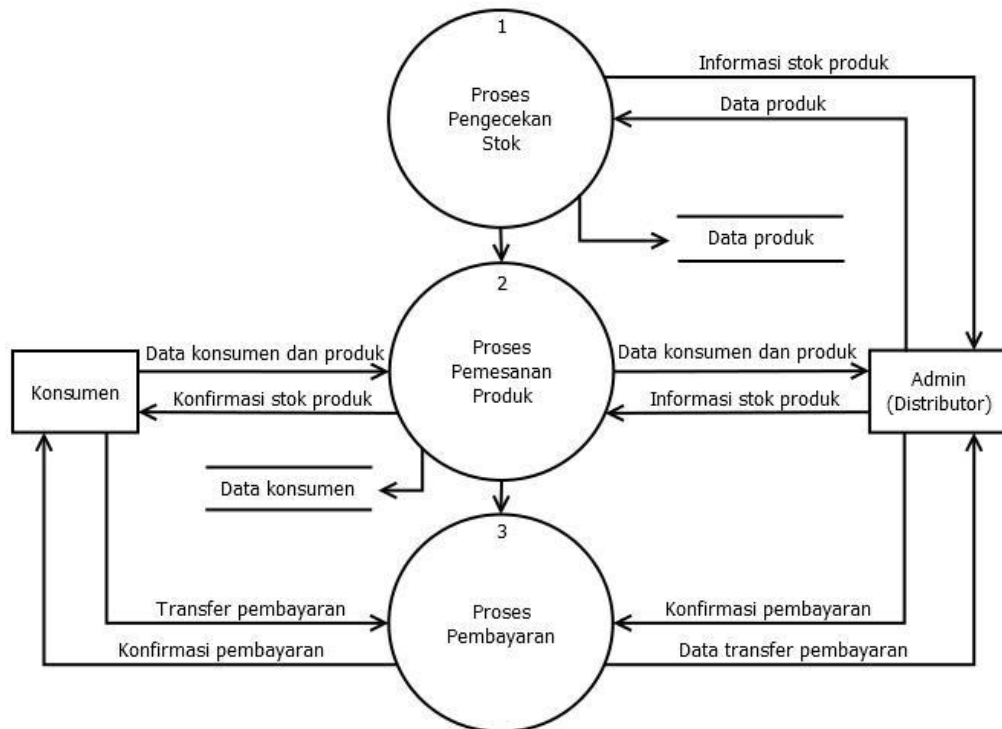 1
Proses
Pengecekan
Stok
Informasi stok produk
Data produk
Data produk
2
Proses
Pemesanan
Produk
Data konsumen dan produk
Konfirmasi stok produk
Konsumen
Data konsumen dan produk
Informasi stok produk
Admin
(Distributor)
Data konsumen
3
Proses
Pembayaran
Transfer pembayaran
Konfirmasi pembayaran
Konfirmasi pembayaran
Data transfer pembayaran